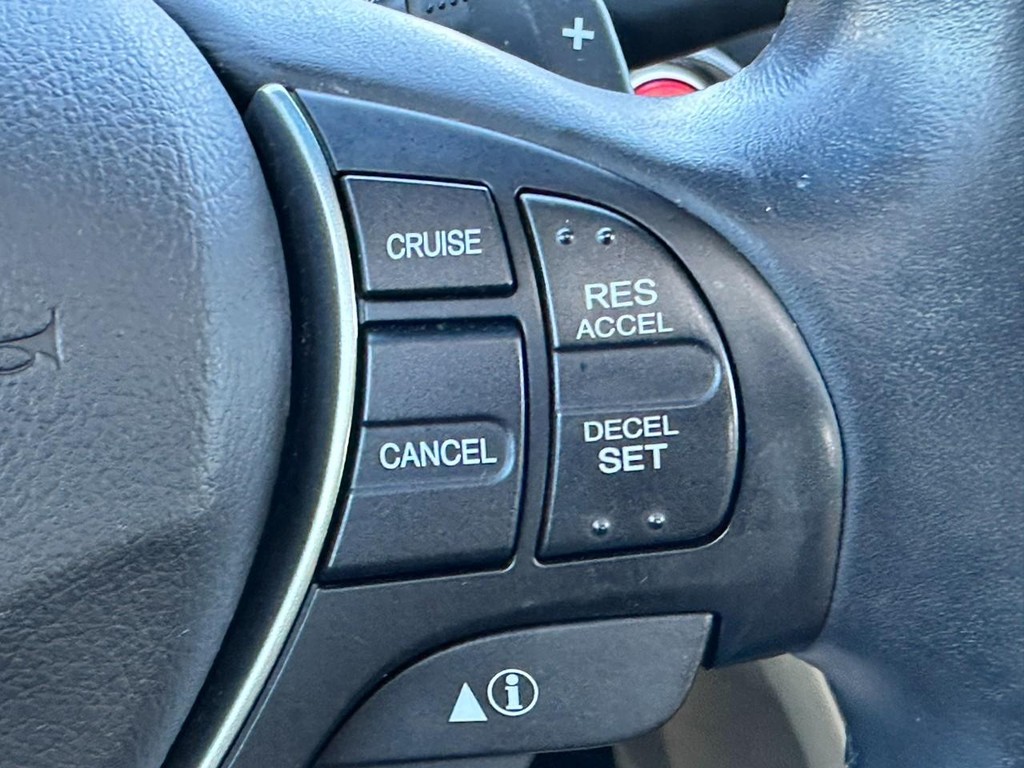 +
CRUISE
RES
ACCEL
CANCEL
DECEL
SET
i